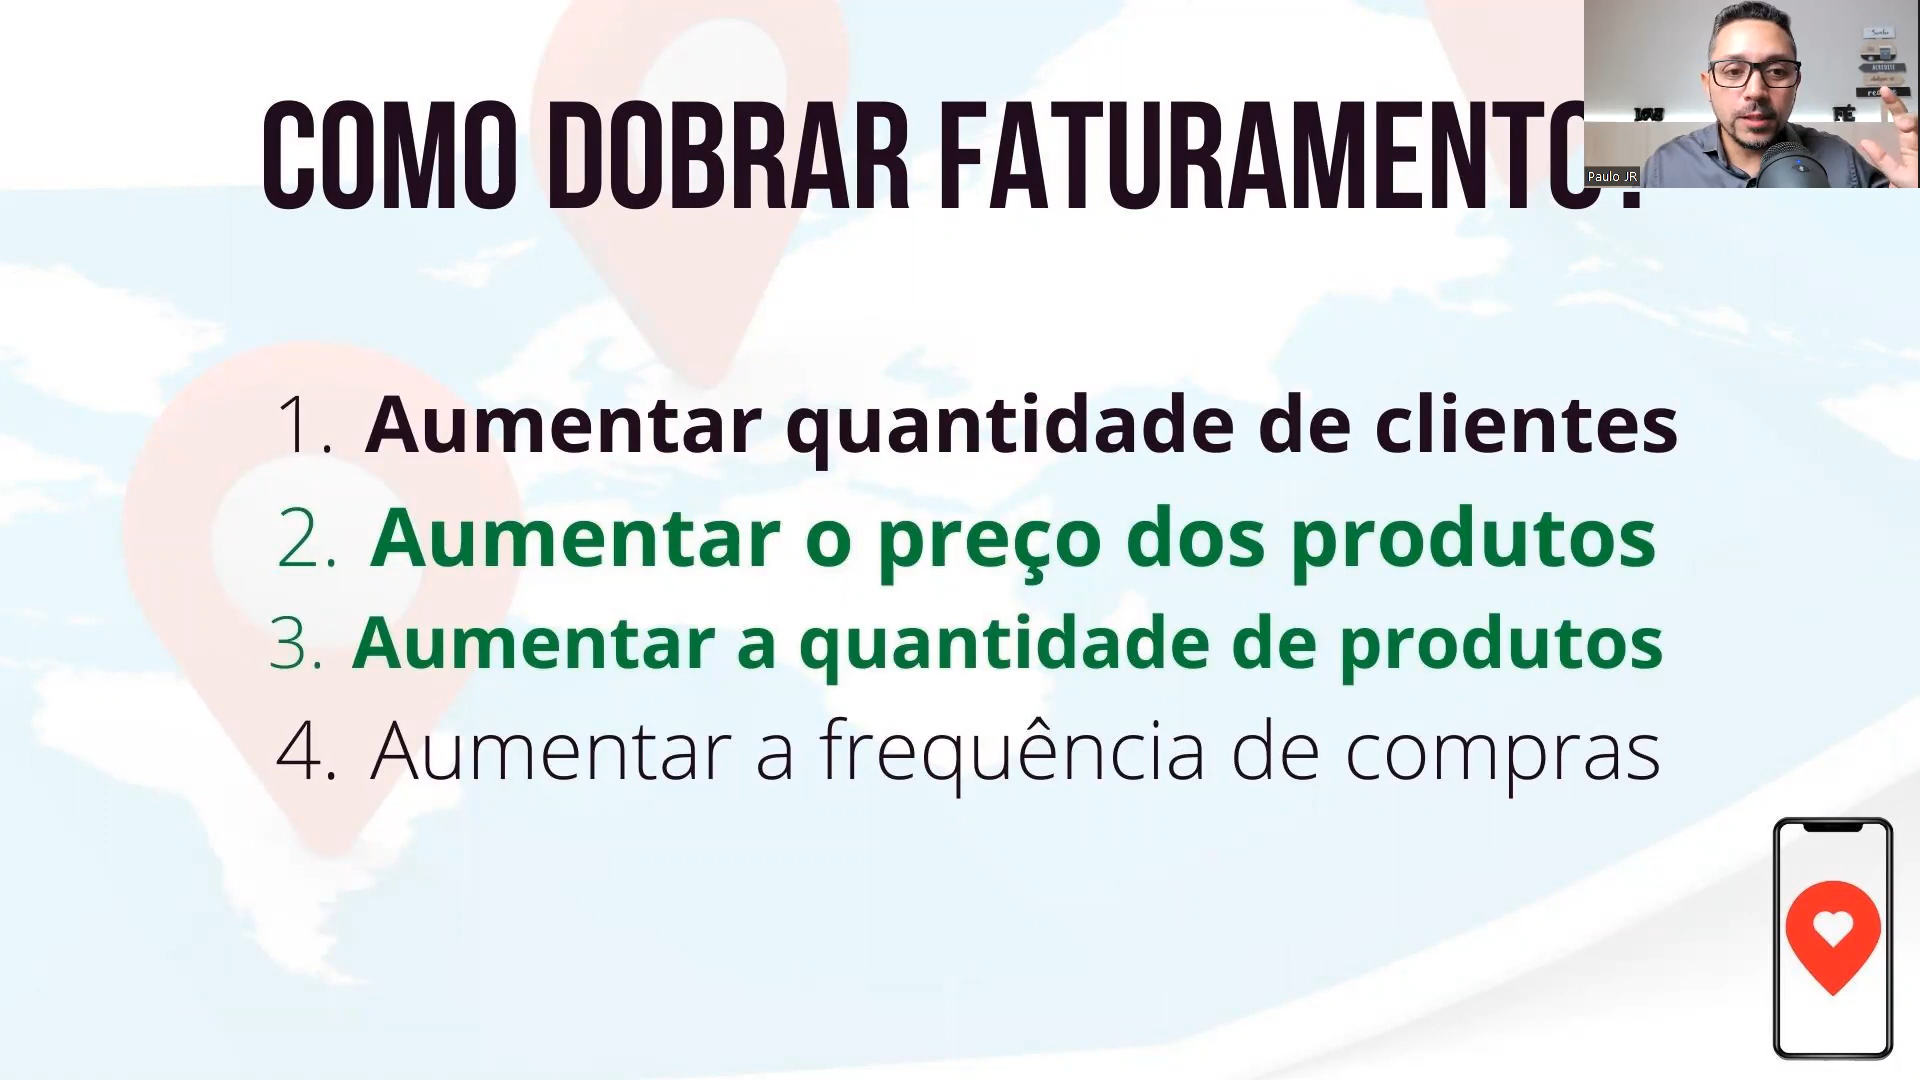 COMO DOBRAR FATURAMENTO?
Paulo JR
FÉ
1. Aumentar quantidade de clientes
2. Aumentar o preço dos produtos
3. Aumentar a quantidade de produtos
4. Aumentar a frequência de compras